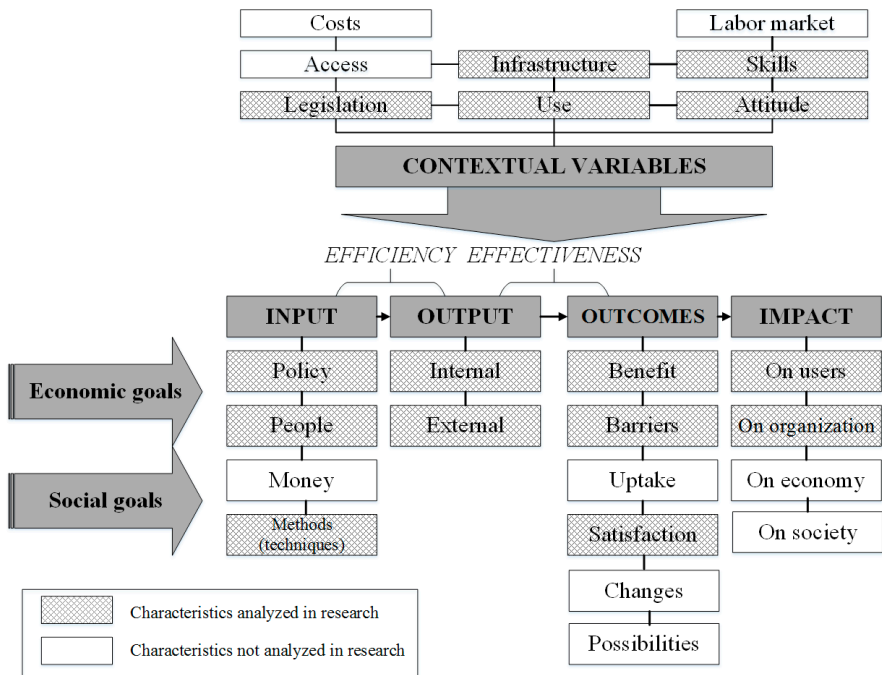 Costs
Labor market
Access
Infrastructure
Skills
Legislation
Use
Attitude
CONTEXTUAL VARIABLES
EFFICIENCY
EFFECTIVENESS
INPUT
OUTPUT
OUTCOMES
IMPACT
Economic goals
Social goals
Policy
Internal
Benefit
On users
People
External
Barriers
On organization
Money
Uptake
On economy
Methods
(techniques)
Satisfaction
On society
Changes
Possibilities
Characteristics analyzed in research
Characteristics not analyzed in research